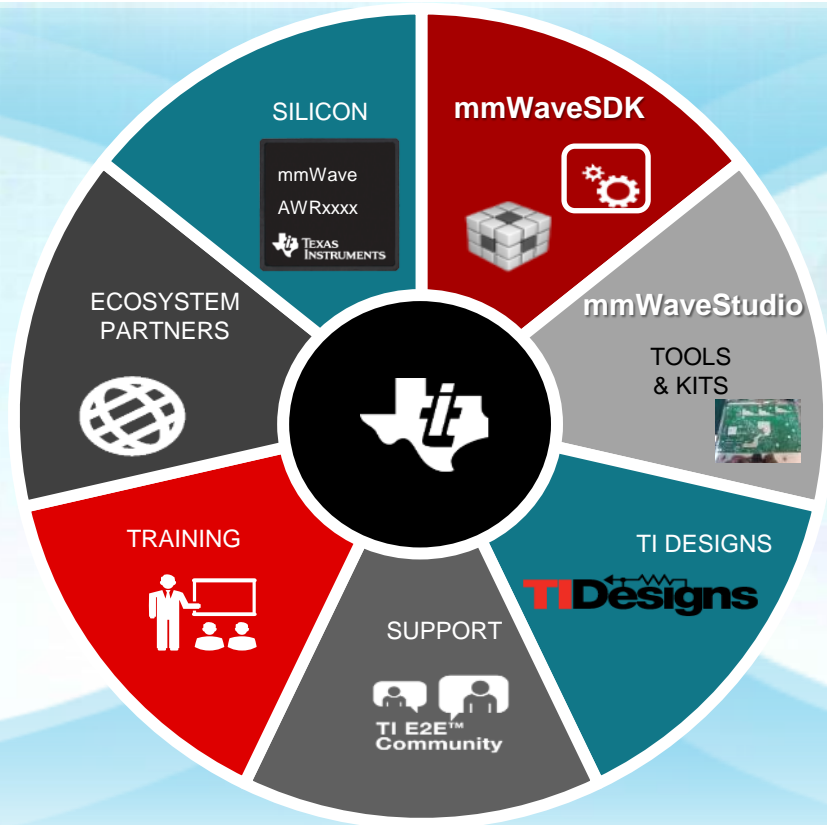 SILICON
mmWave
AWRxxxx
TEXAS
INSTRUMENTS
mmWaveSDK
mmWaveStudio
TOOLS
& KITS
TI DESIGNS
TIDesigns
SUPPORT
TI E2E™
Community
TRAINING
ECOSYSTEM
PARTNERS
ti